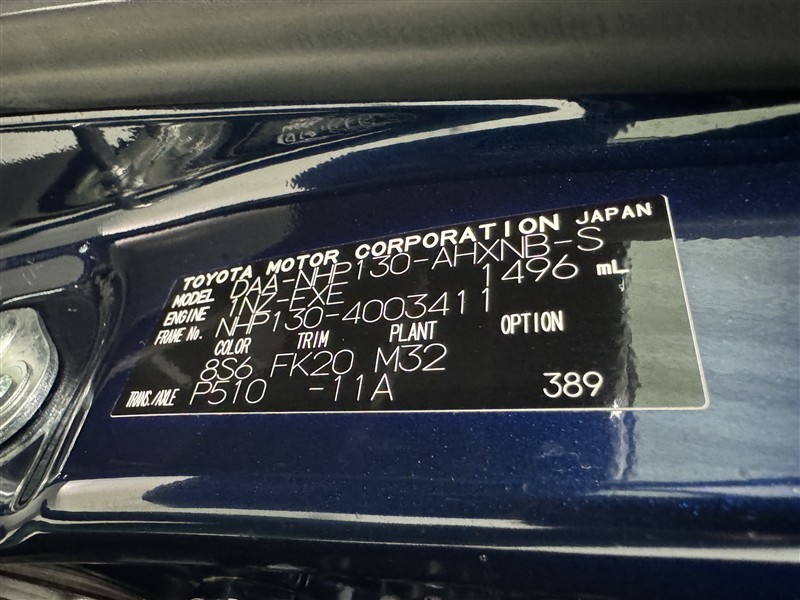 TOYOTA MOTOR CORPORATION JAPAN
MODEL DAA-NHP130-AHXNB-S
ENGINE 1NZ-EXE 1496 mL
FRAME No. NHP130-4003411
COLOR TRIM PLANT OPTION
8S6 FK20 M32
TRANS./AXLE P510 -11A 389